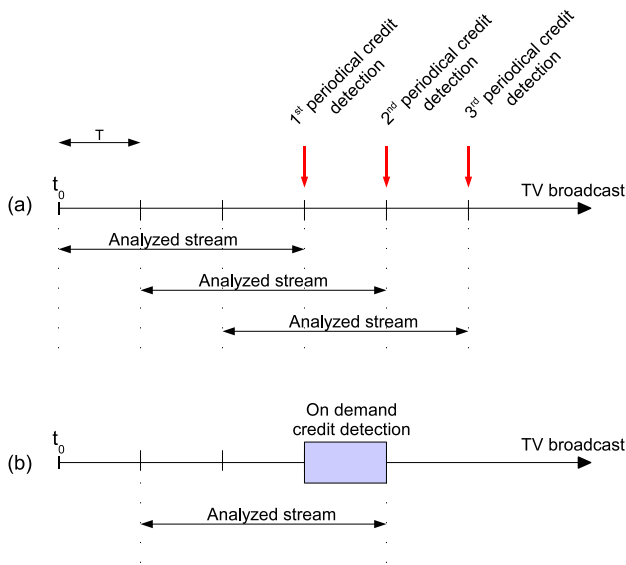 1st periodical credit
detection
2nd periodical credit
detection
3rd periodical credit
detection
T
t0
TV broadcast
(a)
Analyzed stream
Analyzed stream
Analyzed stream
On demand
credit detection
t0
TV broadcast
(b)
Analyzed stream